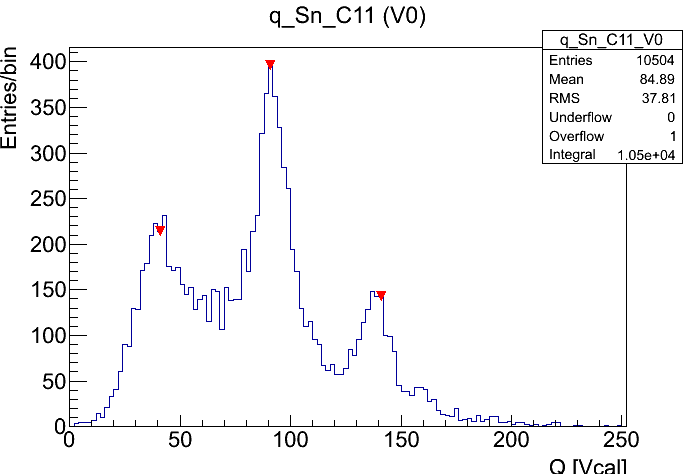 q_Sn_C11 (V0)
q_Sn_C11_V0
Entries 10504
Mean 84.89
RMS 37.81
Underflow 0
Overflow 1
Integral 1.05e+04
Entries/bin
400
350
300
250
200
150
100
50
0
0 50 100 150 200 250
Q [Vcal]